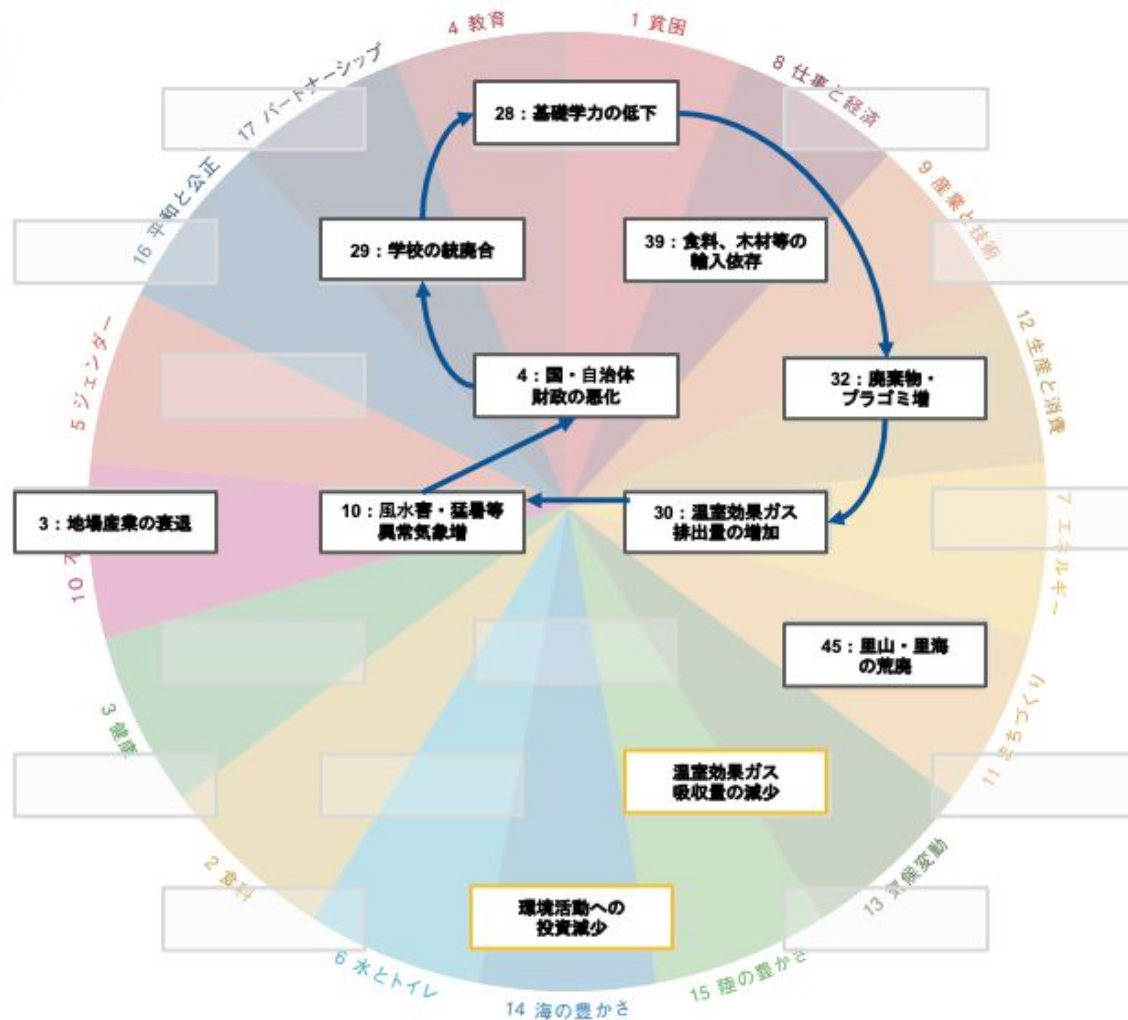 4 教育
1 貧困
17 パートナーシップ
8 仕事と経済
28：基礎学力の低下
16 平和と公正
9 産業と技術
29：学校の統廃合
39：食料、木材等の
輸入依存
5 ジェンダー
12 生産と消費
4：国・自治体
財政の悪化
32：廃棄物・
プラゴミ増
3：地場産業の衰退
10：風水害・猛暑等
異常気象増
30：温室効果ガス
排出量の増加
7 エネルギー
10
45：里山・里海
の荒廃
3 健康
11 まちづくり
温室効果ガス
吸収量の減少
2
13 気候変動
環境活動への
投資減少
6 水とトイレ
15 陸の豊かさ
14 海の豊かさ